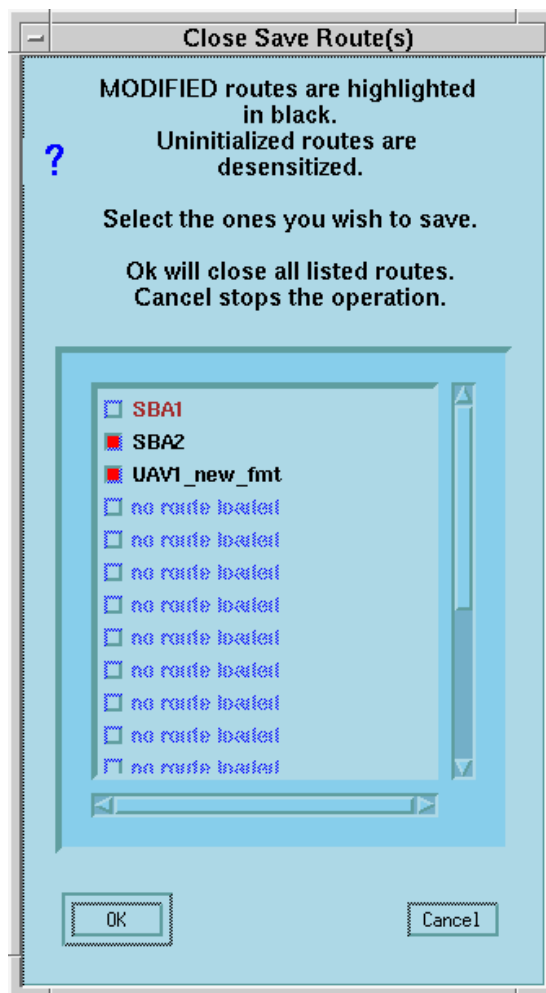 Close Save Route(s)
MODIFIED routes are highlighted
in black.
Uninitialized routes are
desensitized.
?
Select the ones you wish to save.
Ok will close all listed routes.
Cancel stops the operation.
SBA1
SBA2
UAV1_new_fmt
no route loaded
no route loaded
no route loaded
no route loaded
no route loaded
no route loaded
no route loaded
no route loaded
no route loaded
OK
Cancel